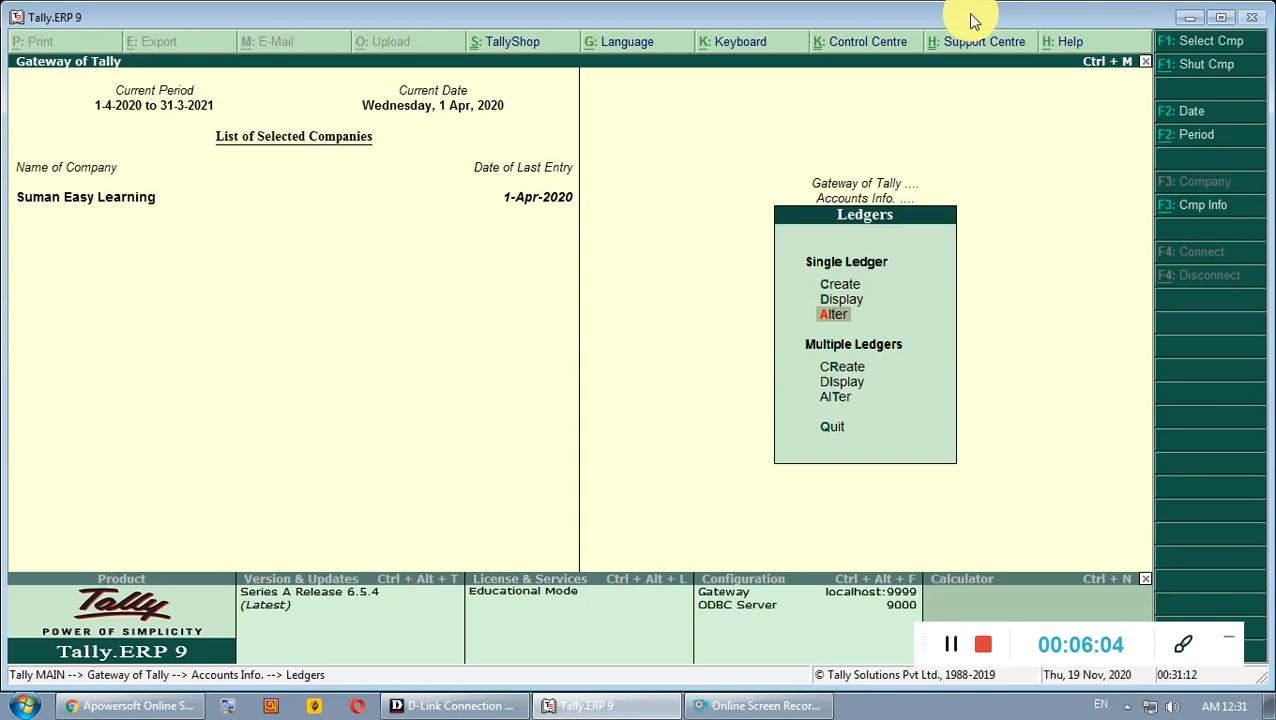 Tally.ERP 9
P: Print
E: Export
M: E-Mail
O: Upload
S: TallyShop
G: Language
K: Keyboard
K: Control Centre
H: Support Centre
H: Help
F1: Select Cmp
F1: Shut Cmp
F2: Date
F2: Period
F3: Company
F3: Cmp Info
F4: Connect
F4: Disconnect
Gateway of Tally
Ctrl + M
Current Period
1-4-2020 to 31-3-2021
Current Date
Wednesday, 1 Apr, 2020
List of Selected Companies
Name of Company
Date of Last Entry
Suman Easy Learning
1-Apr-2020
Gateway of Tally ....
Accounts Info. ....
Ledgers
Single Ledger
Create
Display
Alter
Multiple Ledgers
CReate
DIsplay
AlTer
Quit
Product
Tally
POWER OF SIMPLICITY
Tally.ERP 9
Version & Updates Ctrl + Alt + T
Series A Release 6.5.4
(Latest)
License & Services Ctrl + Alt + L
Educational Mode
Configuration Ctrl + Alt + F
Gateway localhost:9999
ODBC Server 9000
Calculator Ctrl + N
00:06:04
Tally MAIN --> Gateway of Tally --> Accounts Info. --> Ledgers
© Tally Solutions Pvt Ltd., 1988-2019
Thu, 19 Nov, 2020
00:31:12
Apowersoft Online S...
D-Link Connection ...
Tally.ERP 9
Online Screen Recor...
EN
AM 12:31